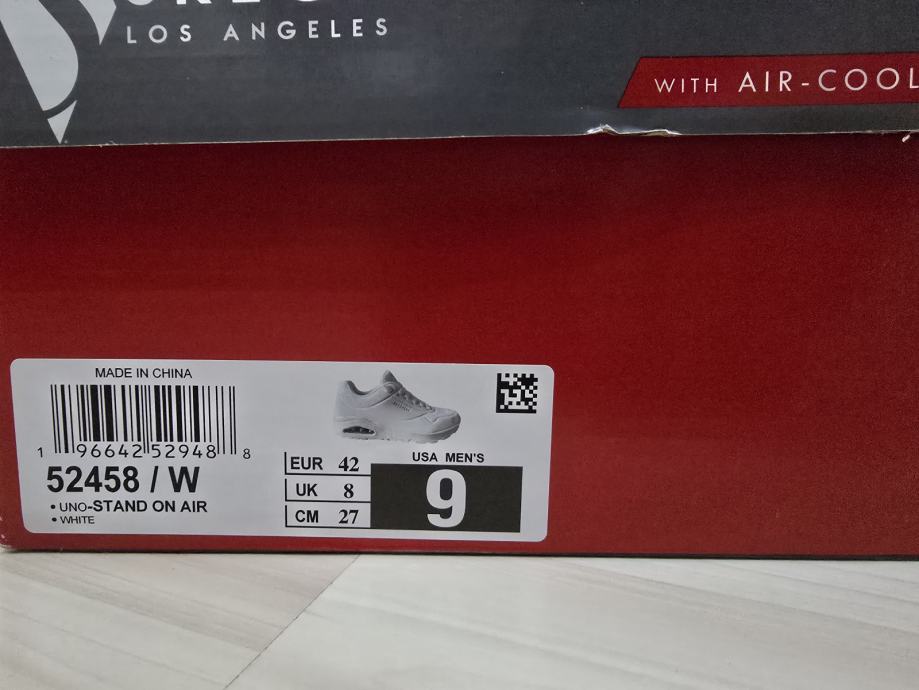 LOS ANGELES
WITH AIR-COOL
MADE IN CHINA
1 96642 52948 8
52458 / W
• UNO-STAND ON AIR
• WHITE
EUR 42
UK 8
CM 27
USA MEN'S
9